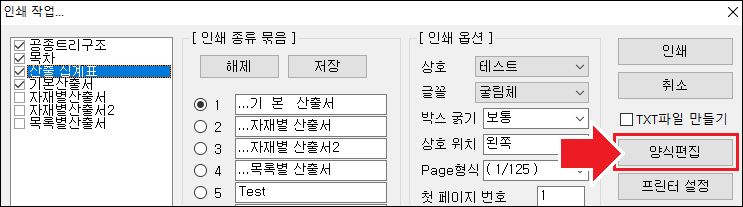 인쇄 작업...
공종트리구조
목차
산출 집계표
기본산출서
자재별산출서
자재별산출서2
목록별산출서
[ 인쇄 종류 묶음 ]
해제
저장
1 ...기 본 산출서
2 ...자재별 산출서
3 ...자재별 산출서2
4 ...목록별 산출서
5 Test
[ 인쇄 옵션 ]
상호 테스트
글꼴 굴림체
박스 굵기 보통
상호 위치 왼쪽
Page형식 ( 1/125 )
첫 페이지 번호 1
인쇄
취소
TXT파일 만들기
양식편집
프린터 설정